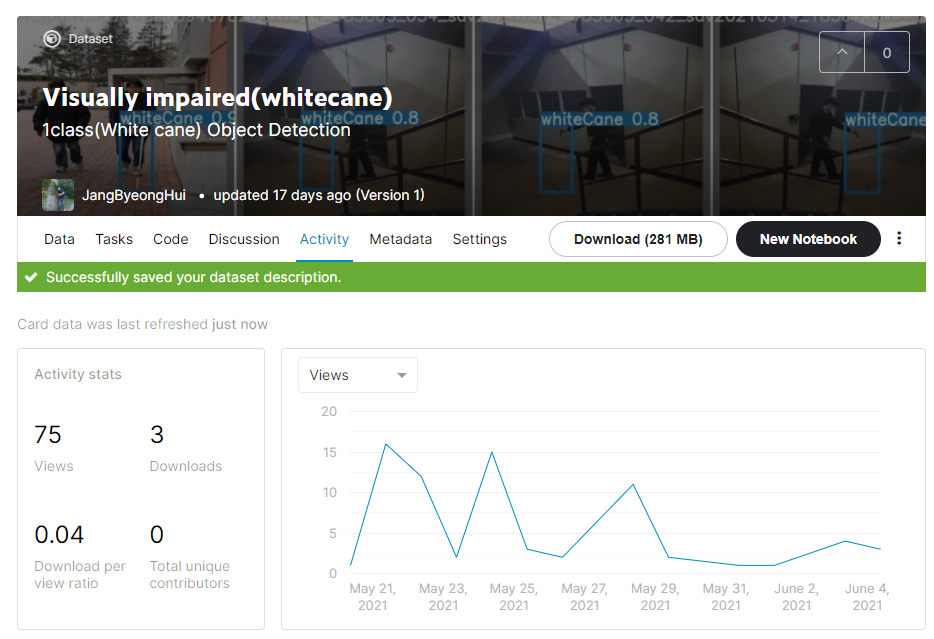 Dataset
0
Visually impaired(whitecane)
whiteCane 0.9
whiteCane 0.8
whiteCane 0.8
whiteCane
1class(White cane) Object Detection
JangByeongHui • updated 17 days ago (Version 1)
Data Tasks Code Discussion Activity Metadata Settings Download (281 MB) New Notebook
Successfully saved your dataset description.
Card data was last refreshed just now
Activity stats
75 3
Views Downloads
0.04 0
Download per Total unique
view ratio contributors
Views
20
15
10
5
0
May 21, May 23, May 25, May 27, May 29, May 31, June 2, June 4,
2021 2021 2021 2021 2021 2021 2021 2021